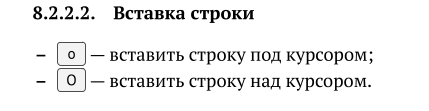 8.2.2.2. Вставка строки
– o — вставить строку под курсором;
– O — вставить строку над курсором.